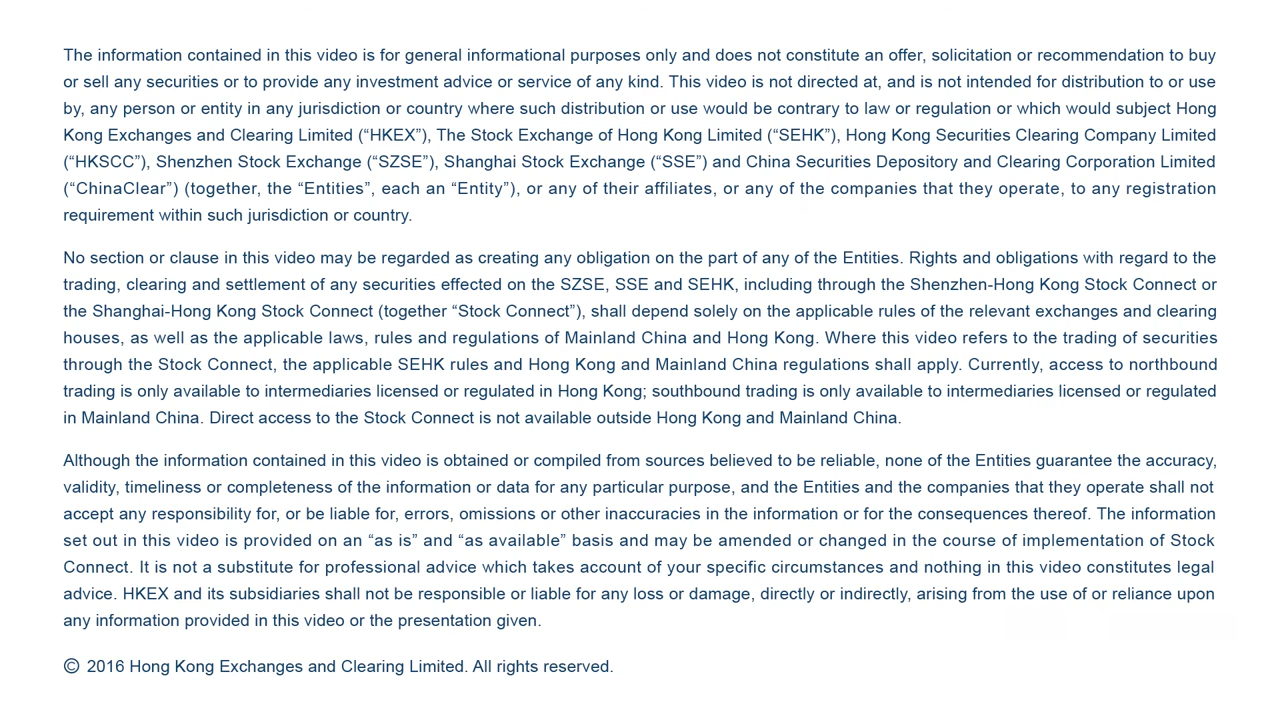 The information contained in this video is for general informational purposes only and does not constitute an offer, solicitation or recommendation to buy
or sell any securities or to provide any investment advice or service of any kind. This video is not directed at, and is not intended for distribution to or use
by, any person or entity in any jurisdiction or country where such distribution or use would be contrary to law or regulation or which would subject Hong
Kong Exchanges and Clearing Limited (“HKEX”), The Stock Exchange of Hong Kong Limited (“SEHK”), Hong Kong Securities Clearing Company Limited
(“HKSCC”), Shenzhen Stock Exchange (“SZSE”), Shanghai Stock Exchange (“SSE”) and China Securities Depository and Clearing Corporation Limited
(“ChinaClear”) (together, the “Entities”, each an “Entity”), or any of their affiliates, or any of the companies that they operate, to any registration
requirement within such jurisdiction or country.
No section or clause in this video may be regarded as creating any obligation on the part of any of the Entities. Rights and obligations with regard to the
trading, clearing and settlement of any securities effected on the SZSE, SSE and SEHK, including through the Shenzhen-Hong Kong Stock Connect or
the Shanghai-Hong Kong Stock Connect (together “Stock Connect”), shall depend solely on the applicable rules of the relevant exchanges and clearing
houses, as well as the applicable laws, rules and regulations of Mainland China and Hong Kong. Where this video refers to the trading of securities
through the Stock Connect, the applicable SEHK rules and Hong Kong and Mainland China regulations shall apply. Currently, access to northbound
trading is only available to intermediaries licensed or regulated in Hong Kong; southbound trading is only available to intermediaries licensed or regulated
in Mainland China. Direct access to the Stock Connect is not available outside Hong Kong and Mainland China.
Although the information contained in this video is obtained or compiled from sources believed to be reliable, none of the Entities guarantee the accuracy,
validity, timeliness or completeness of the information or data for any particular purpose, and the Entities and the companies that they operate shall not
accept any responsibility for, or be liable for, errors, omissions or other inaccuracies in the information or for the consequences thereof. The information
set out in this video is provided on an “as is” and “as available” basis and may be amended or changed in the course of implementation of Stock
Connect. It is not a substitute for professional advice which takes account of your specific circumstances and nothing in this video constitutes legal
advice. HKEX and its subsidiaries shall not be responsible or liable for any loss or damage, directly or indirectly, arising from the use of or reliance upon
any information provided in this video or the presentation given.
© 2016 Hong Kong Exchanges and Clearing Limited. All rights reserved.